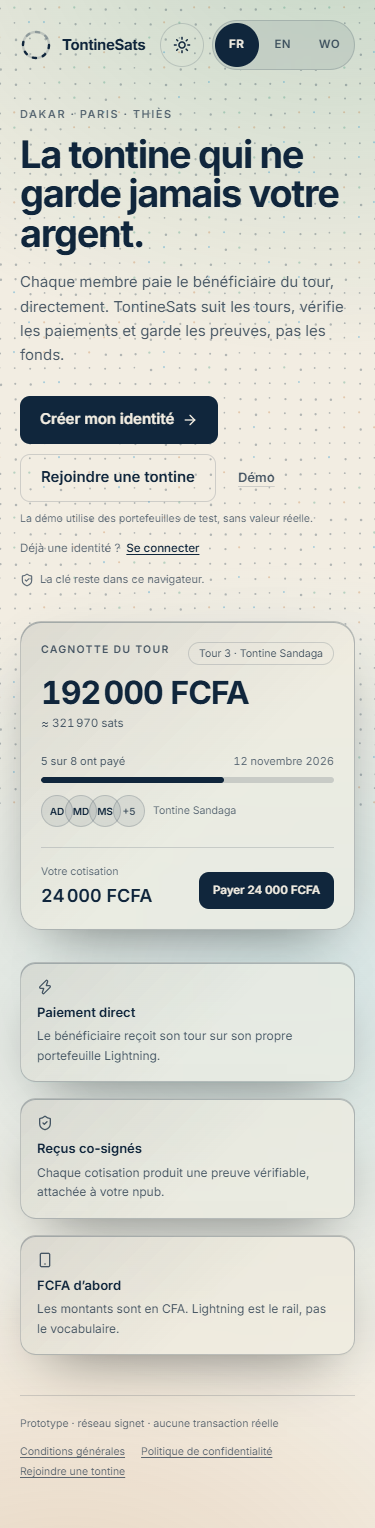 TontineSats
FR EN WO
DAKAR · PARIS · THIÈS
La tontine qui ne
garde jamais votre
argent.
Chaque membre paie le bénéficiaire du tour,
directement. TontineSats suit les tours, vérifie
les paiements et garde les preuves, pas les
fonds.
Créer mon identité →
Rejoindre une tontine
Démo
La démo utilise des portefeuilles de test, sans valeur réelle.
Déjà une identité ? Se connecter
La clé reste dans ce navigateur.
CAGNOTTE DU TOUR
Tour 3 · Tontine Sandaga
192 000 FCFA
≈ 321 970 sats
5 sur 8 ont payé
12 novembre 2026
AD MD MS +5 Tontine Sandaga
Votre cotisation
24 000 FCFA
Payer 24 000 FCFA
Paiement direct
Le bénéficiaire reçoit son tour sur son propre
portefeuille Lightning.
Reçus co-signés
Chaque cotisation produit une preuve vérifiable,
attachée à votre npub.
FCFA d’abord
Les montants sont en CFA. Lightning est le rail, pas
le vocabulaire.
Prototype · réseau signet · aucune transaction réelle
Conditions générales Politique de confidentialité
Rejoindre une tontine